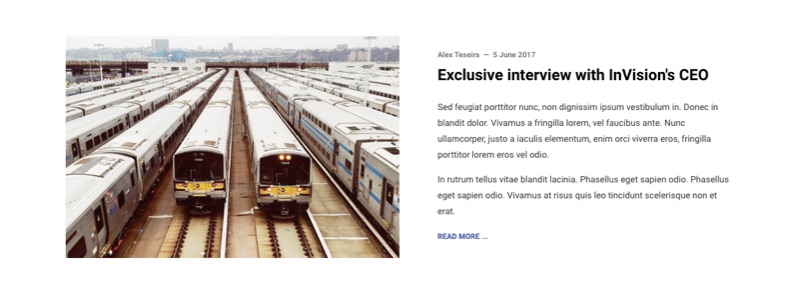 Alex Teseira — 5 June 2017
Exclusive interview with InVision's CEO
Sed feugiat porttitor nunc, non dignissim ipsum vestibulum in. Donec in
blandit dolor. Vivamus a fringilla lorem, vel faucibus ante. Nunc
ullamcorper, justo a iaculis elementum, enim orci viverra eros, fringilla
porttitor lorem eros vel odio.
In rutrum tellus vitae blandit lacinia. Phasellus eget sapien odio. Phasellus
eget sapien odio. Vivamus at risus quis leo tincidunt scelerisque non et
erat.
READ MORE ...